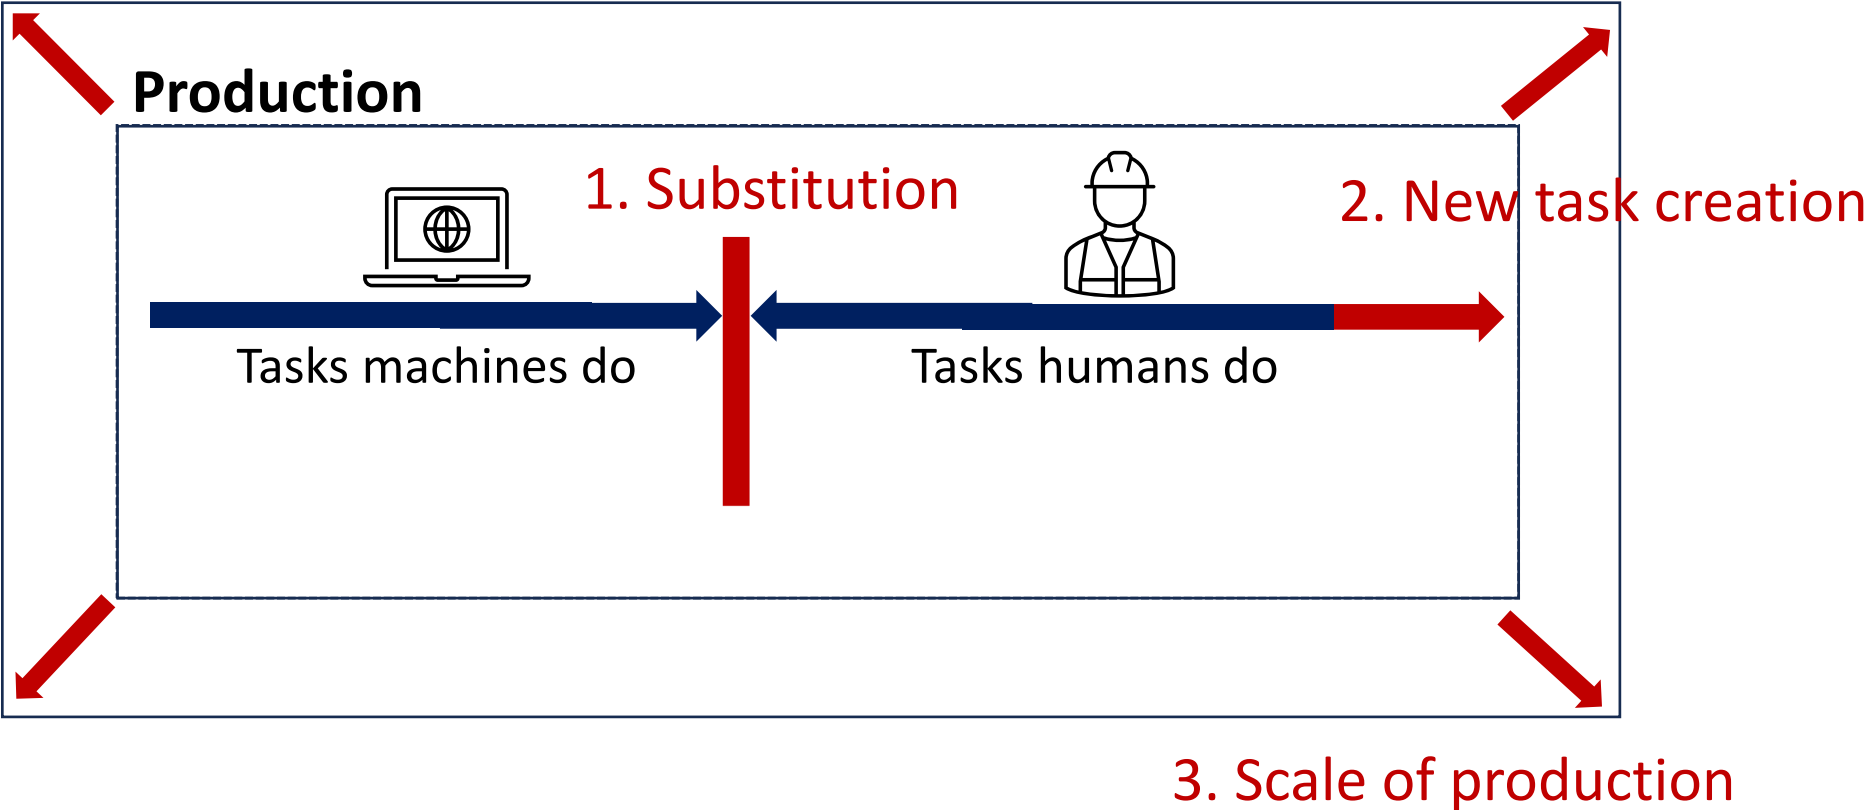 Production
1. Substitution
2. New task creation
Tasks machines do
Tasks humans do
3. Scale of production